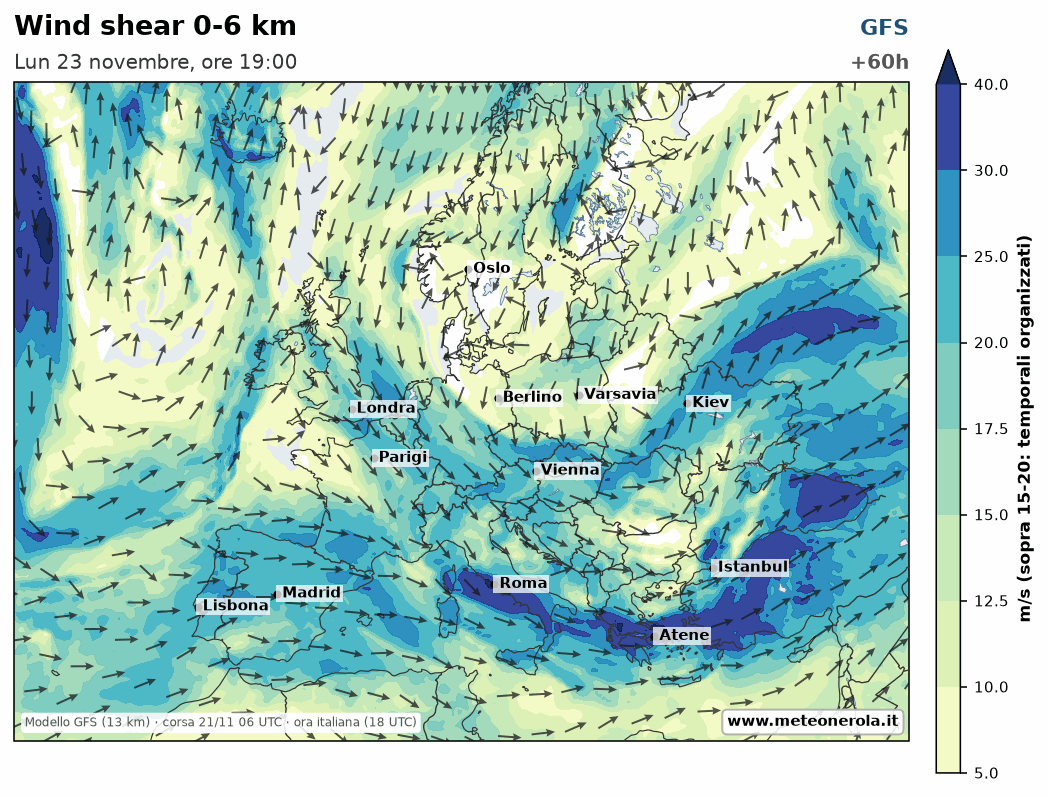 Wind shear 0-6 km
GFS
Lun 23 novembre, ore 19:00
+60h
40.0
30.0
25.0
20.0
17.5
15.0
12.5
10.0
5.0
m/s (sopra 15-20: temporali organizzati)
Oslo
Berlino
Varsavia
Londra
Kiev
Parigi
Vienna
Istanbul
Roma
Madrid
Lisbona
Atene
Modello GFS (13 km) · corsa 21/11 06 UTC · ora italiana (18 UTC)
www.meteonerola.it